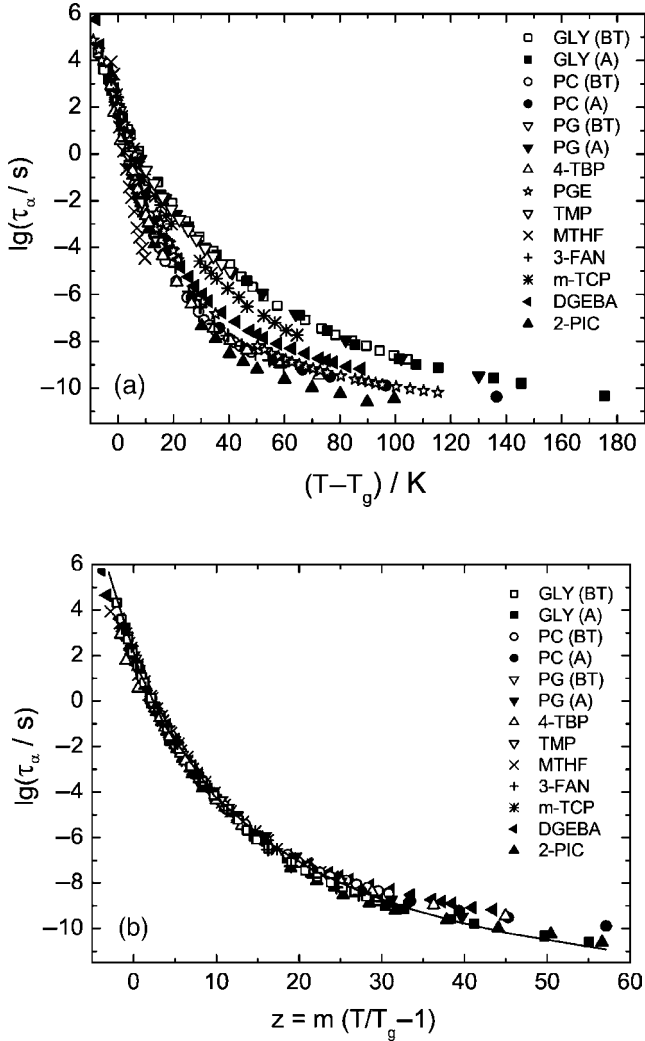 6
4
2
0
−2
−4
−6
−8
−10
lg(τα / s)
GLY (BT)
GLY (A)
PC (BT)
PC (A)
PG (BT)
PG (A)
4-TBP
PGE
TMP
MTHF
3-FAN
m-TCP
DGEBA
2-PIC
(a)
0 20 40 60 80 100 120 140 160 180
(T−Tg) / K
6
4
2
0
−2
−4
−6
−8
−10
lg(τα / s)
GLY (BT)
GLY (A)
PC (BT)
PC (A)
PG (BT)
PG (A)
4-TBP
TMP
MTHF
3-FAN
m-TCP
DGEBA
2-PIC
(b)
0 10 20 30 40 50 60
z = m (T/Tg−1)